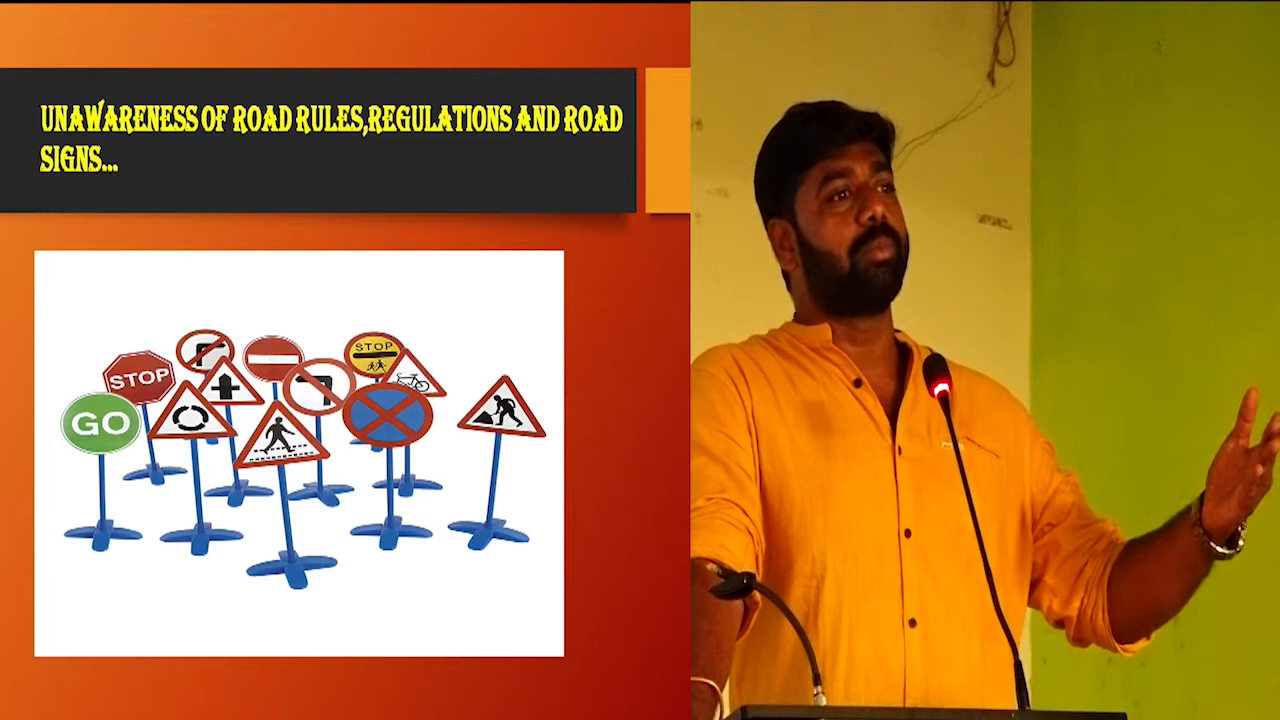 UNAWARENESS OF ROAD RULES,REGULATIONS AND ROAD
SIGNS...
STOP
STOP
GO